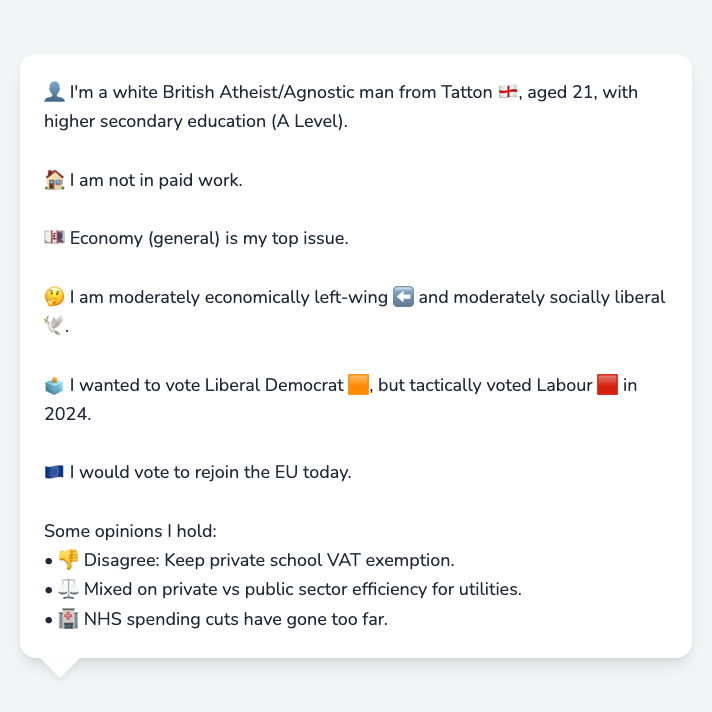 👤 I'm a white British Atheist/Agnostic man from Tatton 🏴󠁧󠁢󠁥󠁮󠁧󠁿, aged 21, with
higher secondary education (A Level).
🏠 I am not in paid work.
💷 Economy (general) is my top issue.
🤔 I am moderately economically left-wing ⬅️ and moderately socially liberal
🕊️.
🗳️ I wanted to vote Liberal Democrat 🟧, but tactically voted Labour 🟥 in
2024.
🇪🇺 I would vote to rejoin the EU today.
Some opinions I hold:
• 👎 Disagree: Keep private school VAT exemption.
• ⚖️ Mixed on private vs public sector efficiency for utilities.
• 🏥 NHS spending cuts have gone too far.